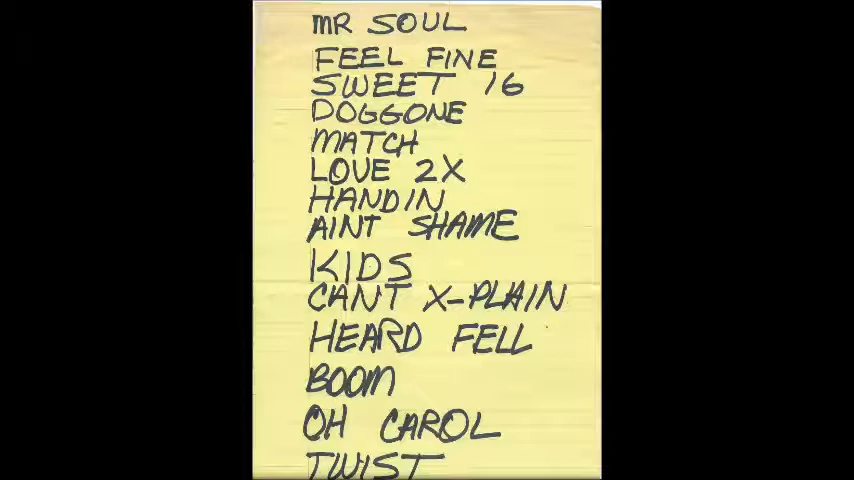 MR SOUL
FEEL FINE
SWEET 16
DOGGONE
MATCH
LOVE 2X
HANDIN
AINT SHAME
KIDS
CANT X-PLAIN
HEARD FELL
BOOM
OH CAROL
TWIST